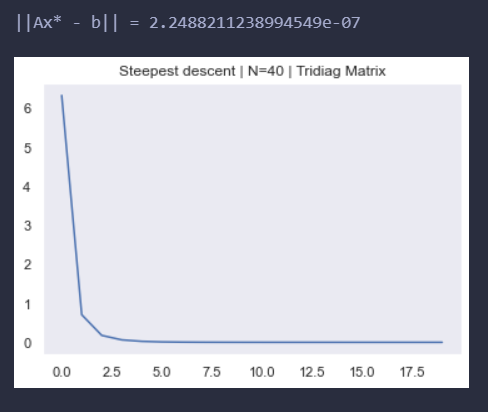 ||Ax* - b|| = 2.2488211238994549e-07
Steepest descent | N=40 | Tridiag Matrix
6
5
4
3
2
1
0
0.0 2.5 5.0 7.5 10.0 12.5 15.0 17.5